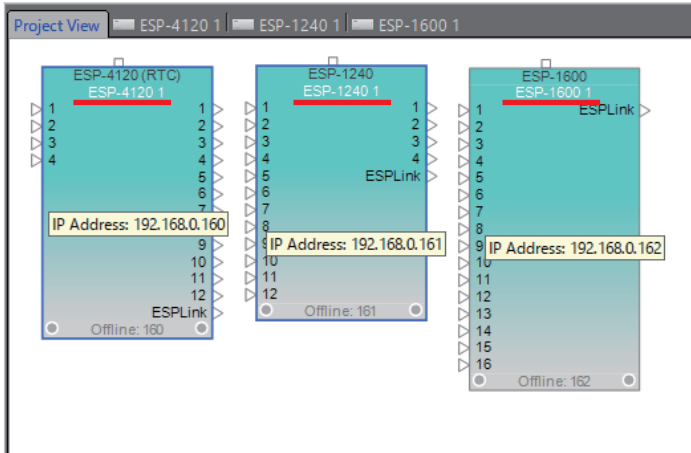 Project View ESP-4120 1 ESP-1240 1 ESP-1600 1
ESP-4120 (RTC)
ESP-4120 1
1 1
2 2
3 3
4 4
5
6
7
IP Address: 192.168.0.160
9
10
11
12
ESPLink
Offline: 160
ESP-1240
ESP-1240 1
1 1
2 2
3 3
4 4
5 ESPLink
6
7
8
9 IP Address: 192.168.0.161
10
11
12
Offline: 161
ESP-1600
ESP-1600 1
1 ESPLink
2
3
4
5
6
7
8
9 IP Address: 192.168.0.162
10
11
12
13
14
15
16
Offline: 162